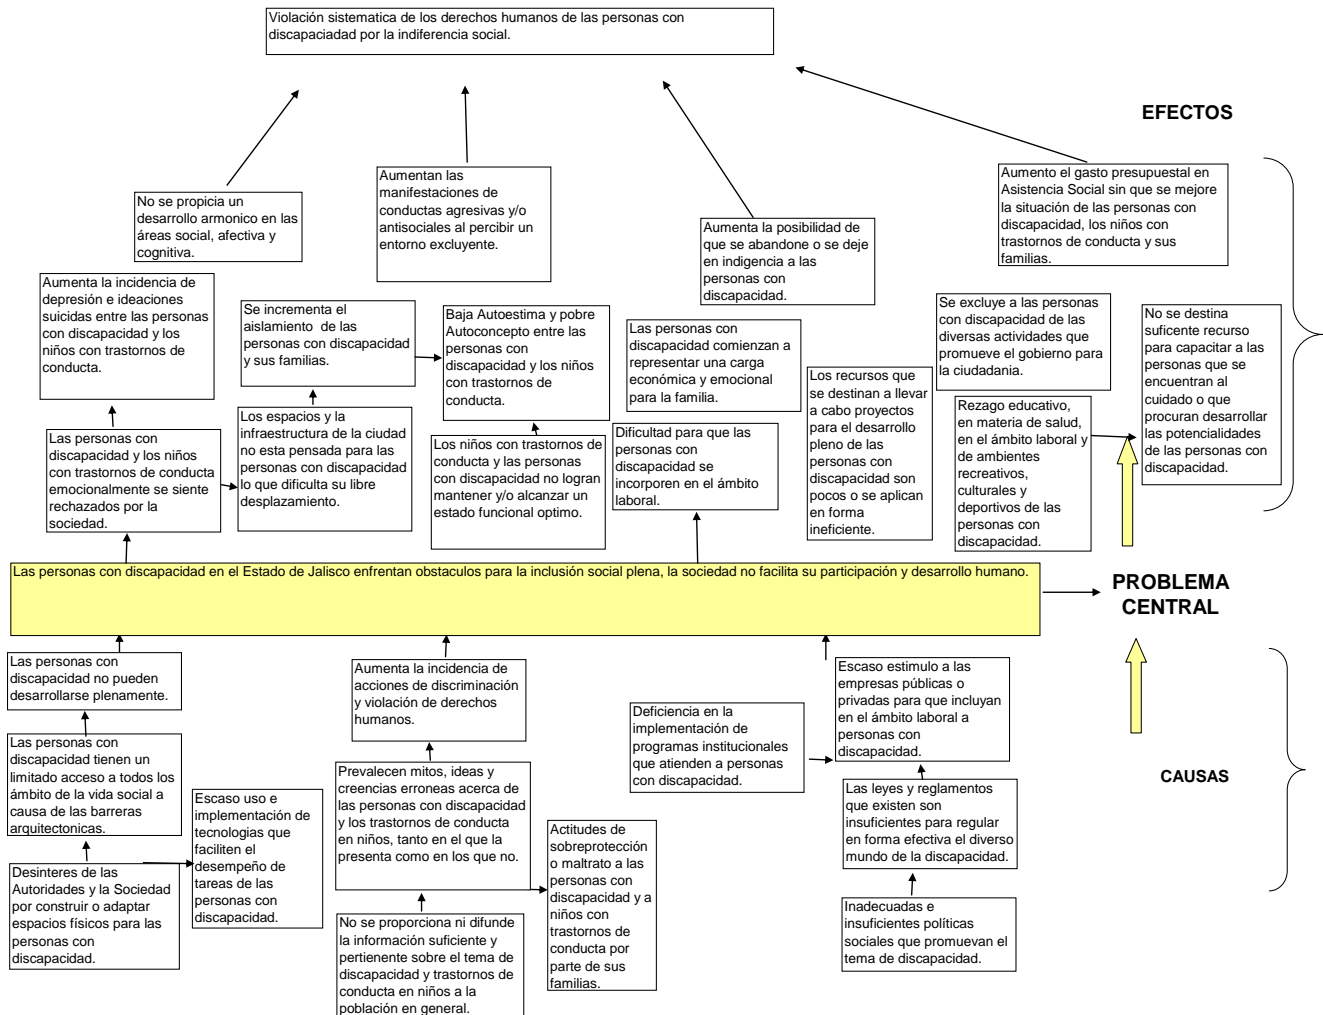 Violación sistematica de los derechos humanos de las personas con
discapaciadad por la indiferencia social.
EFECTOS
No se propicia un
desarrollo armonico en las
áreas social, afectiva y
cognitiva.
Aumentan las
manifestaciones de
conductas agresivas y/o
antisociales al percibir un
entorno excluyente.
Aumenta la posibilidad de
que se abandone o se deje
en indigencia a las
personas con
discapacidad.
Aumento el gasto presupuestal en
Asistencia Social sin que se mejore
la situación de las personas con
discapacidad, los niños con
trastornos de conducta y sus
familias.
Aumenta la incidencia de
depresión e ideaciones
suicidas entre las personas
con discapacidad y los
niños con trastornos de
conducta.
Se incrementa el
aislamiento de las
personas con discapacidad
y sus familias.
Baja Autoestima y pobre
Autoconcepto entre las
personas con
discapacidad y los niños
con trastornos de
conducta.
Las personas con
discapacidad comienzan a
representar una carga
económica y emocional
para la familia.
Los recursos que
se destinan a llevar
a cabo proyectos
para el desarrollo
pleno de las
personas con
discapacidad son
pocos o se aplican
en forma
ineficiente.
Se excluye a las personas
con discapacidad de las
diversas actividades que
promueve el gobierno para
la ciudadania.
No se destina
suficente recurso
para capacitar a las
personas que se
encuentran al
cuidado o que
procuran desarrollar
las potencialidades
de las personas con
discapacidad.
Las personas con
discapacidad y los niños
con trastornos de conducta
emocionalmente se siente
rechazados por la
sociedad.
Los espacios y la
infraestructura de la ciudad
no esta pensada para las
personas con discapacidad
lo que dificulta su libre
desplazamiento.
Los niños con trastornos de
conducta y las personas
con discapacidad no logran
mantener y/o alcanzar un
estado funcional optimo.
Dificultad para que las
personas con
discapacidad se
incorporen en el ámbito
laboral.
Rezago educativo,
en materia de salud,
en el ámbito laboral y
de ambientes
recreativos,
culturales y
deportivos de las
personas con
discapacidad.
Las personas con discapacidad en el Estado de Jalisco enfrentan obstaculos para la inclusión social plena, la sociedad no facilita su participación y desarrollo humano.
PROBLEMA
CENTRAL
Las personas con
discapacidad no pueden
desarrollarse plenamente.
Las personas con
discapacidad tienen un
limitado acceso a todos los
ámbito de la vida social a
causa de las barreras
arquitectonicas.
Desinteres de las
Autoridades y la Sociedad
por construir o adaptar
espacios físicos para las
personas con
discapacidad.
Escaso uso e
implementación de
tecnologias que
faciliten el
desempeño de
tareas de las
personas con
discapacidad.
Aumenta la incidencia de
acciones de discriminación
y violación de derechos
humanos.
Prevalecen mitos, ideas y
creencias erroneas acerca de
las personas con discapacidad
y los trastornos de conducta
en niños, tanto en el que la
presenta como en los que no.
No se proporciona ni difunde
la información suficiente y
pertienente sobre el tema de
discapacidad y trastornos de
conducta en niños a la
población en general.
Actitudes de
sobreprotección
o maltrato a las
personas con
discapacidad y a
niños con
trastornos de
conducta por
parte de sus
familias.
Deficiencia en la
implementación de
programas institucionales
que atienden a personas
con discapacidad.
Escaso estimulo a las
empresas públicas o
privadas para que incluyan
en el ámbito laboral a
personas con
discapacidad.
Las leyes y reglamentos
que existen son
insuficientes para regular
en forma efectiva el diverso
mundo de la discapacidad.
Inadecuadas e
insuficientes políticas
sociales que promuevan el
tema de discapacidad.
CAUSAS